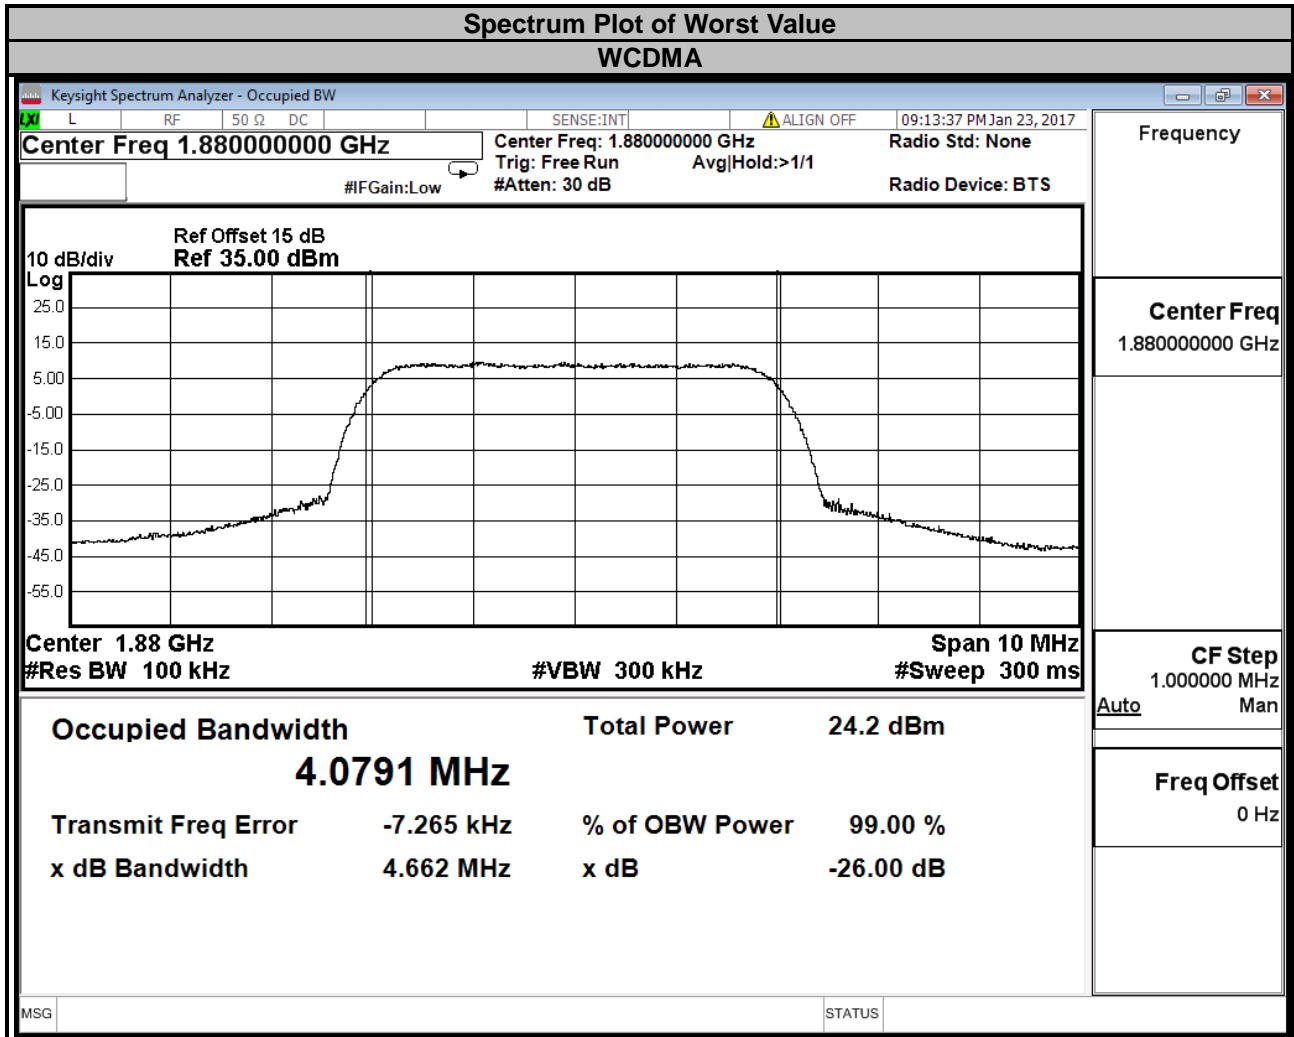 Spectrum Plot of Worst Value
WCDMA
Keysight Spectrum Analyzer - Occupied BW
LXI L RF 50 Ω DC SENSE:INT ALIGN OFF 09:13:37 PM Jan 23, 2017
Center Freq 1.880000000 GHz
Center Freq: 1.880000000 GHz
Radio Std: None
Trig: Free Run Avg|Hold:>1/1
#IFGain:Low #Atten: 30 dB Radio Device: BTS
Ref Offset 15 dB
10 dB/div Ref 35.00 dBm
Log
25.0
15.0
5.00
-5.00
-15.0
-25.0
-35.0
-45.0
-55.0
Center 1.88 GHz Span 10 MHz
#Res BW 100 kHz #VBW 300 kHz #Sweep 300 ms
Occupied Bandwidth Total Power 24.2 dBm
4.0791 MHz
Transmit Freq Error -7.265 kHz % of OBW Power 99.00 %
x dB Bandwidth 4.662 MHz x dB -26.00 dB
Frequency
Center Freq
1.880000000 GHz
CF Step
1.000000 MHz
Auto Man
Freq Offset
0 Hz
MSG STATUS